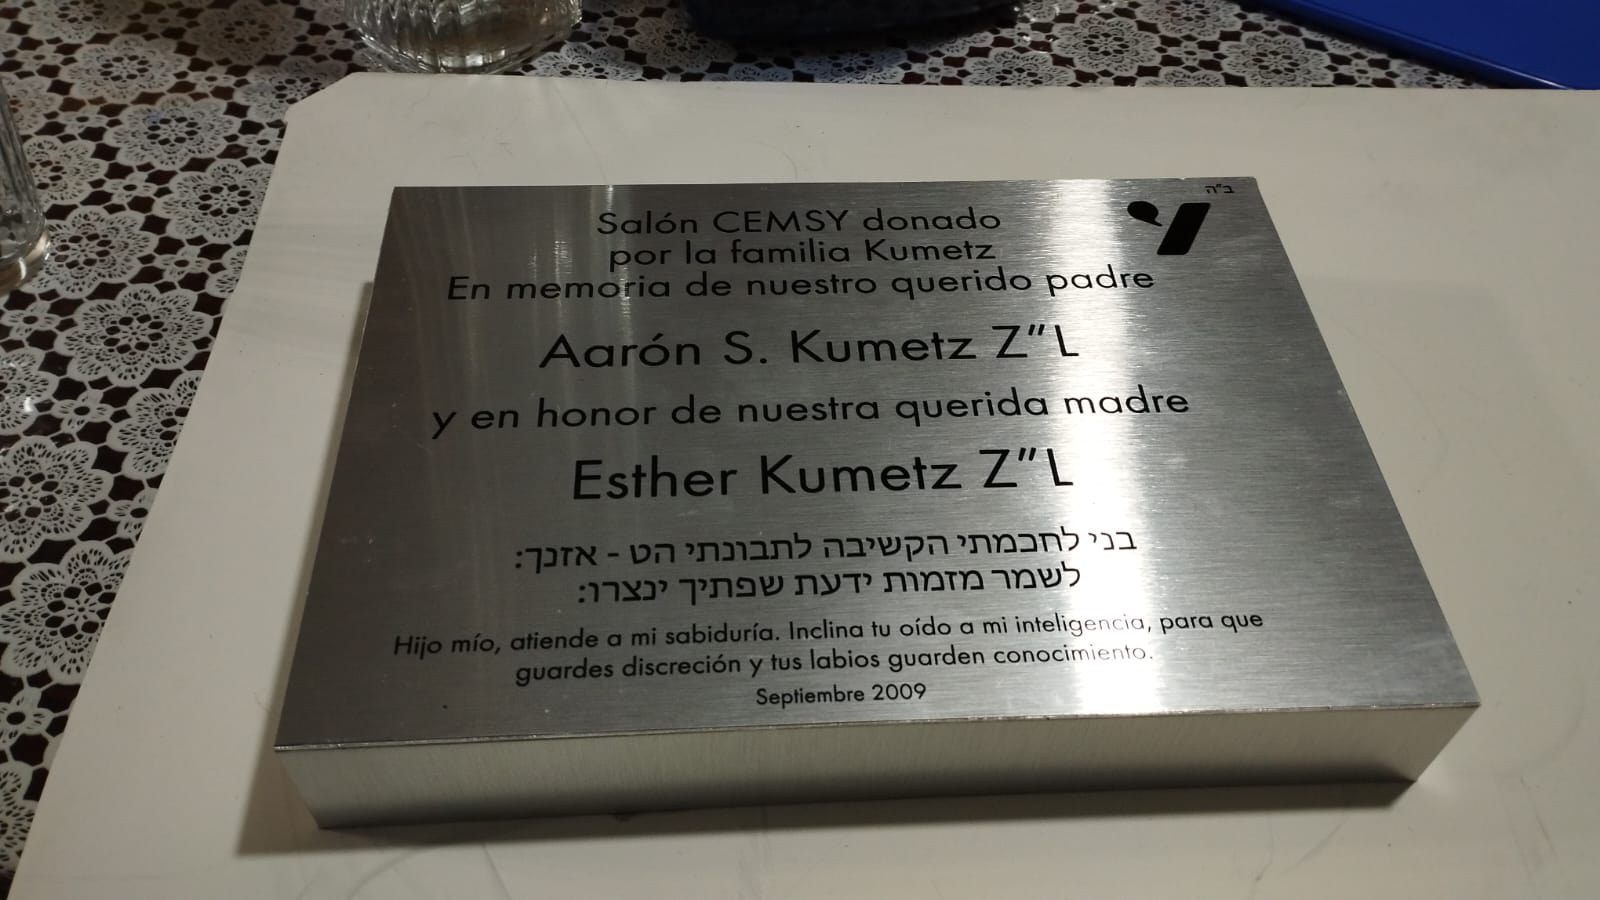 ב"ה
Salón CEMSY donado
por la familia Kumetz
En memoria de nuestro querido padre
Aarón S. Kumetz Z"L
y en honor de nuestra querida madre
Esther Kumetz Z"L
בני לחכמתי הקשיבה לתבונתי הט - אזנך:
לשמר מזמות ידעת שפתיך ינצרו:
Hijo mío, atiende a mi sabiduría. Inclina tu oído a mi inteligencia, para que
guardes discreción y tus labios guarden conocimiento.
Septiembre 2009